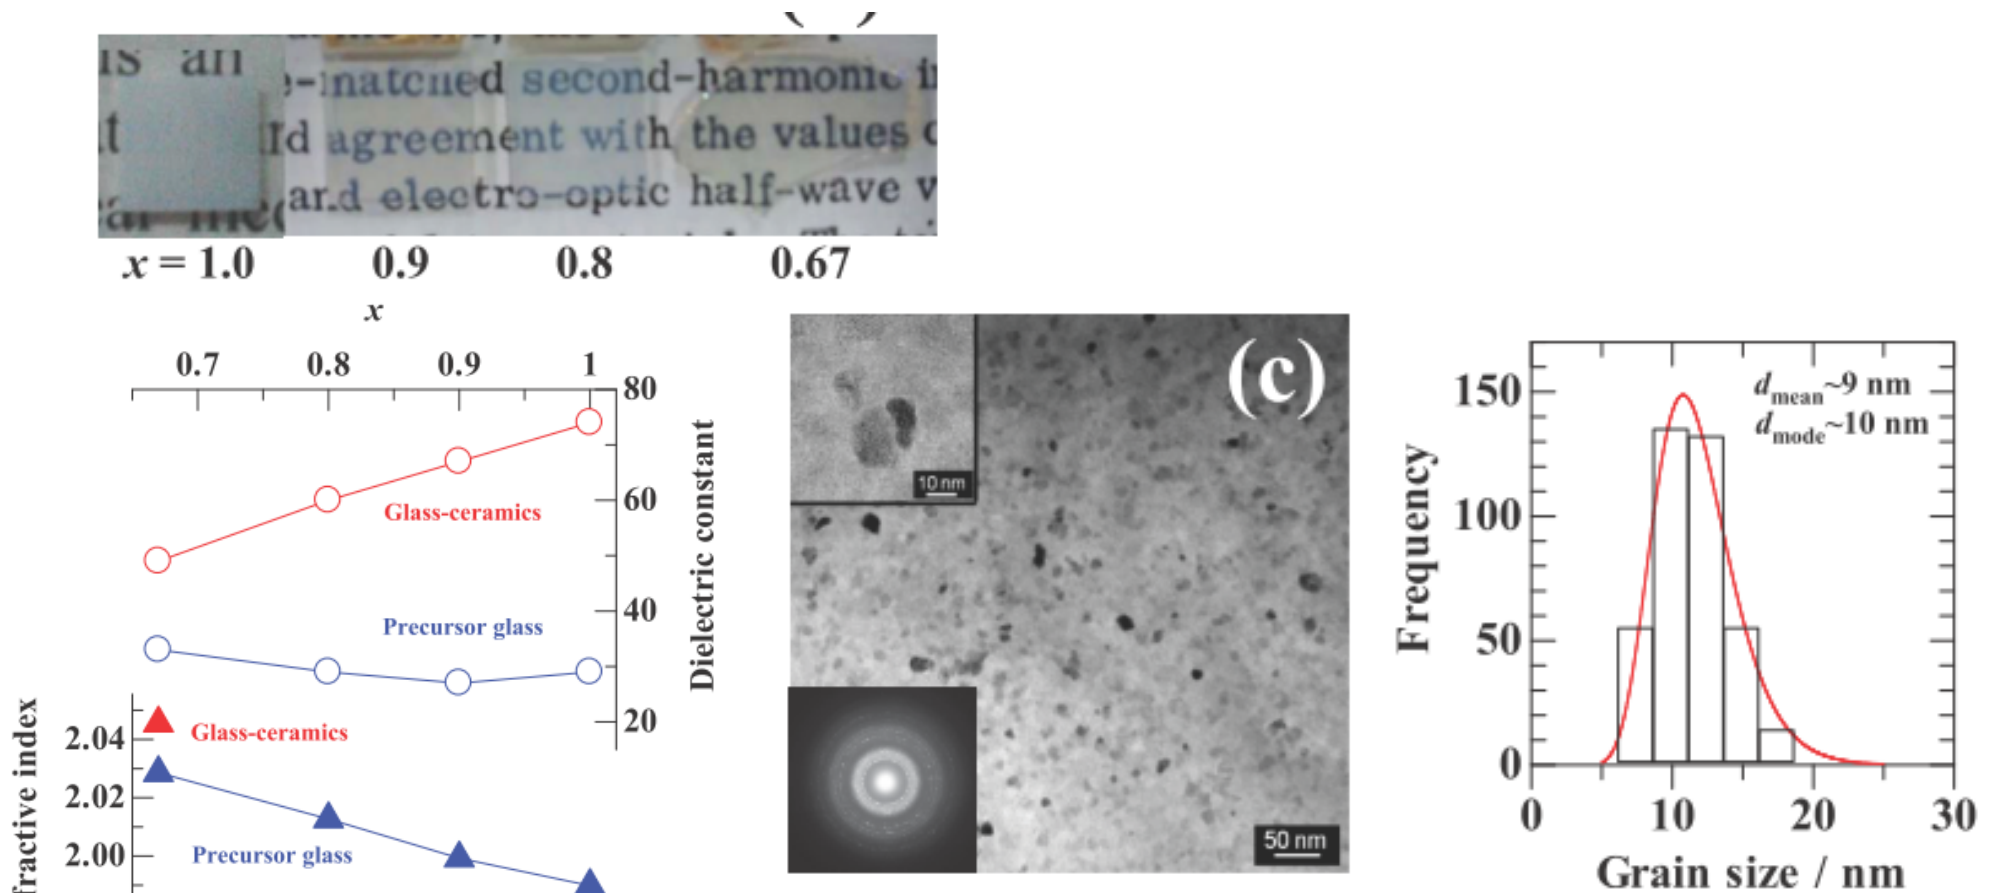 is an
e-matched second-harmonic in
agreement with the values
and electro-optic half-wave
x = 1.0 0.9 0.8 0.67
x
0.7 0.8 0.9 1
80
60
40
20
Dielectric constant
Glass-ceramics
Precursor glass
Glass-ceramics
Precursor glass
2.04
2.02
2.00
fractive index
(c)
10 nm
50 nm
150
100
50
0
Frequency
dmean~9 nm
dmode~10 nm
0 10 20 30
Grain size / nm